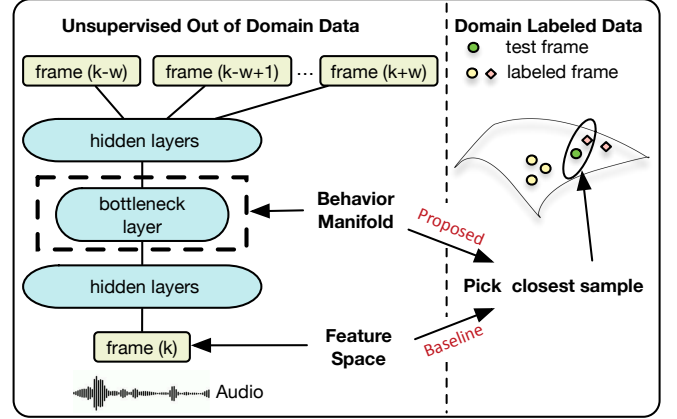 Unsupervised Out of Domain Data
Domain Labeled Data
test frame
labeled frame
frame (k-w)
frame (k-w+1)
...
frame (k+w)
hidden layers
bottleneck
layer
Behavior
Manifold
Proposed
hidden layers
Pick closest sample
frame (k)
Feature
Space
Baseline
Audio